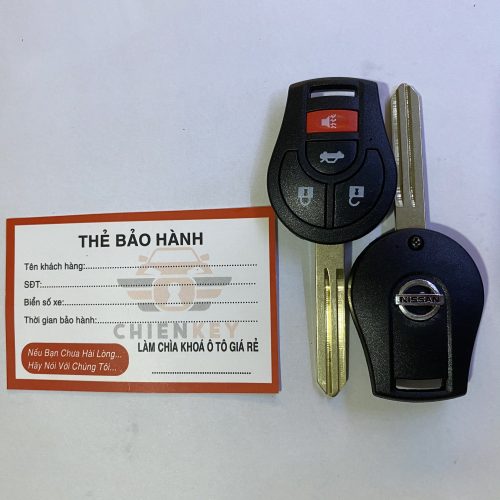 THẺ BẢO HÀNH
Tên khách hàng:
SĐT:
Biển số xe:
Thời gian bảo hành:
CHIENKEY
LÀM CHÌA KHOÁ Ô TÔ GIÁ RẺ
Nếu Bạn Chưa Hài Lòng...
Hãy Nói Với Chúng Tôi...
NISSAN